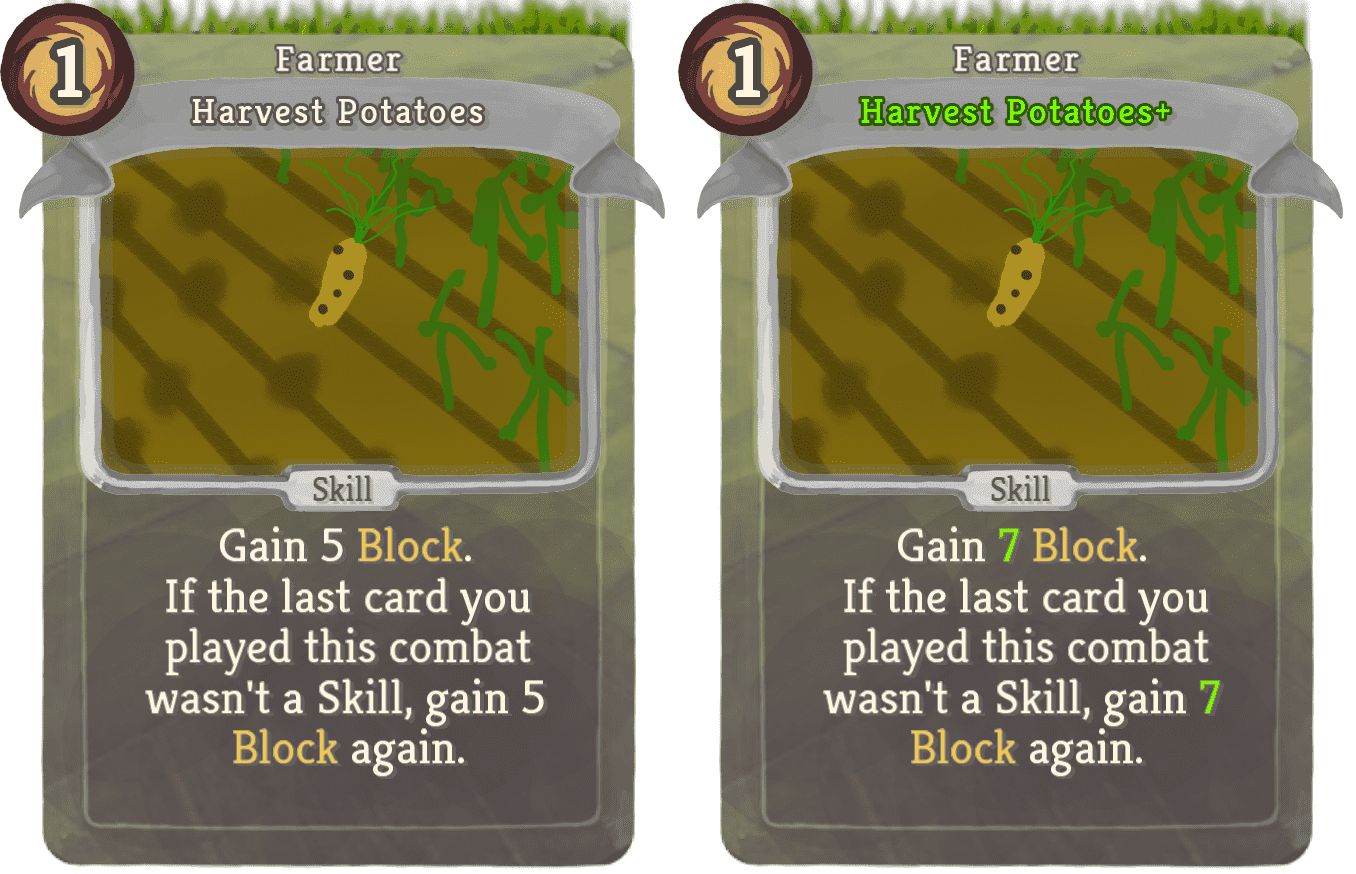 1
Farmer
Harvest Potatoes
Skill
Gain 5 Block.
If the last card you
played this combat
wasn't a Skill, gain 5
Block again.
1
Farmer
Harvest Potatoes+
Skill
Gain 7 Block.
If the last card you
played this combat
wasn't a Skill, gain 7
Block again.